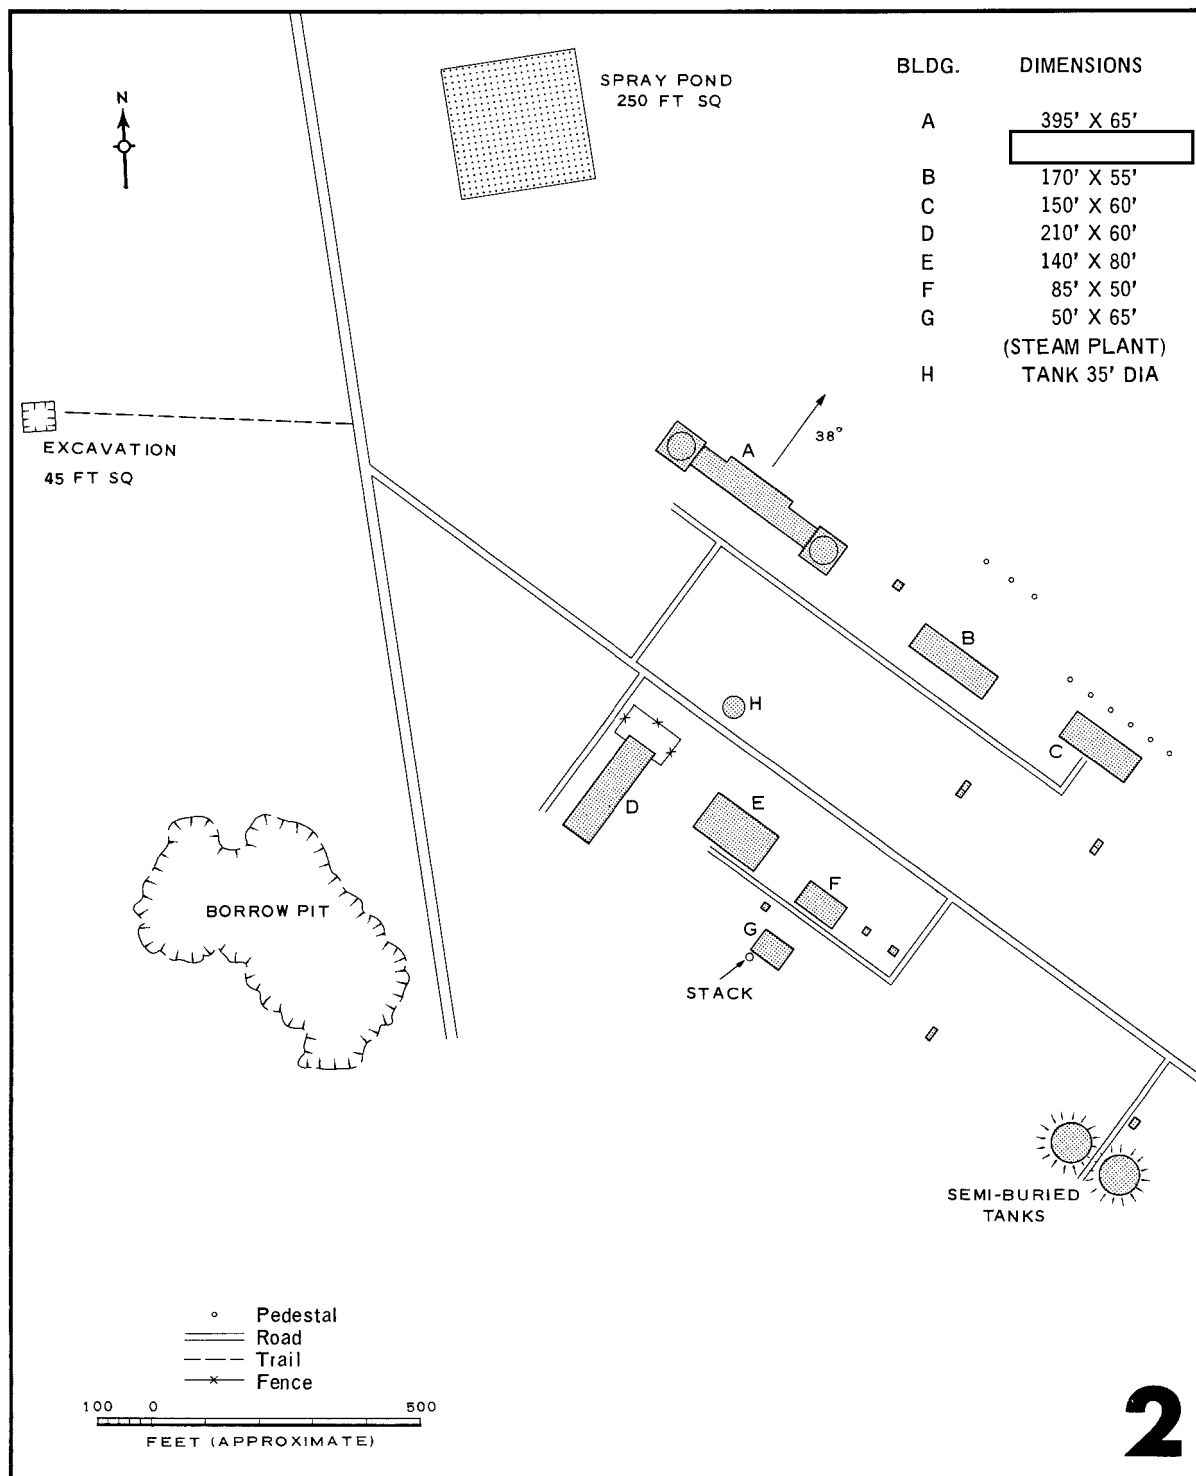 N
SPRAY POND
250 FT SQ
BLDG. DIMENSIONS
A 395' X 65'
B 170' X 55'
C 150' X 60'
D 210' X 60'
E 140' X 80'
F 85' X 50'
G 50' X 65'
(STEAM PLANT)
H TANK 35' DIA
EXCAVATION
45 FT SQ
A
38°
B
H
C
D
E
F
G
BORROW PIT
STACK
SEMI-BURIED
TANKS
Pedestal
Road
Trail
Fence
100 0 500
FEET (APPROXIMATE)
2